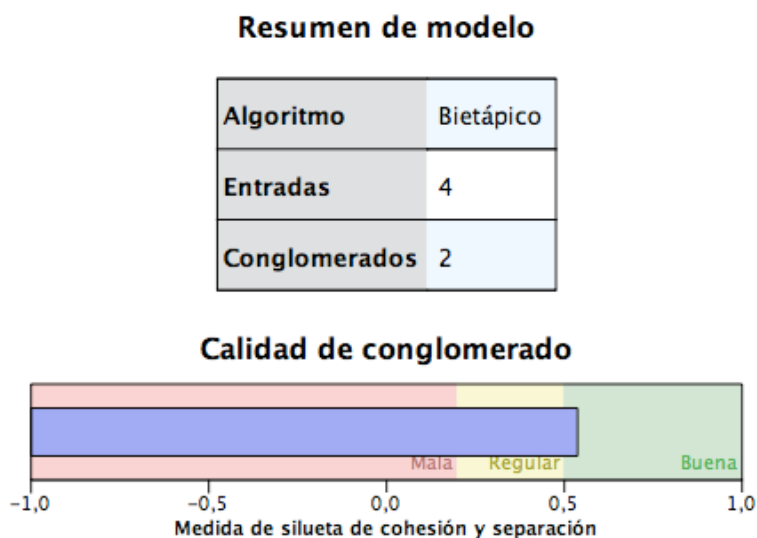 Resumen de modelo
Algoritmo Bietápico
Entradas 4
Conglomerados 2
Calidad de conglomerado
Mala Regular Buena
−1,0 −0,5 0,0 0,5 1,0
Medida de silueta de cohesión y separación